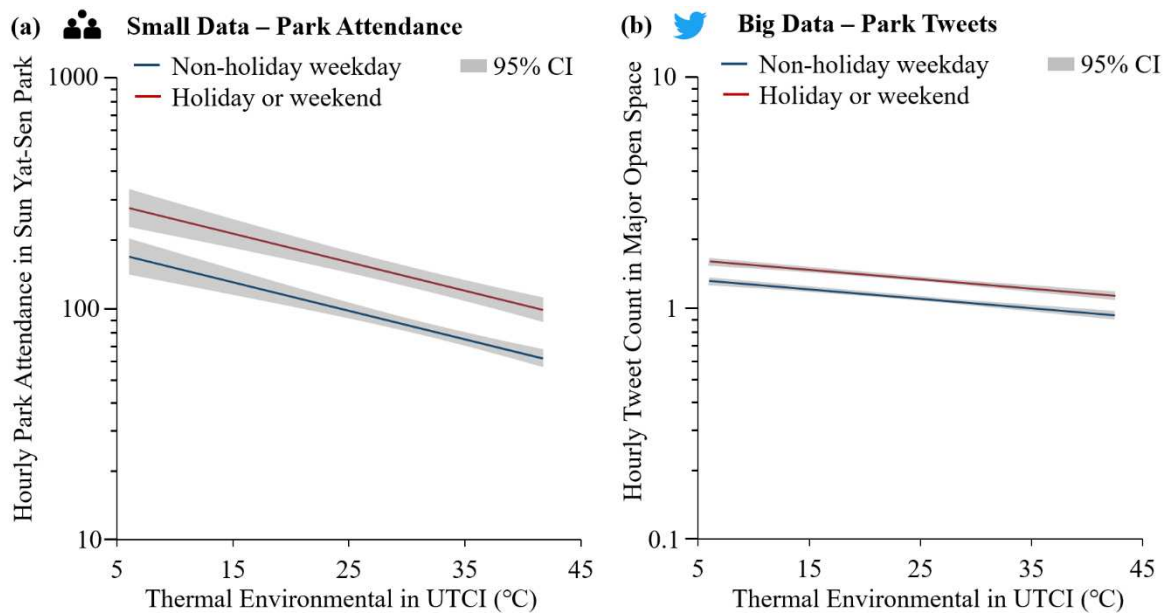 (a) Small Data – Park Attendance
Non-holiday weekday 95% CI
Holiday or weekend
Hourly Park Attendance in Sun Yat-Sen Park
1000
100
10
5 15 25 35 45
Thermal Environmental in UTCI (°C)
(b) Big Data – Park Tweets
Non-holiday weekday 95% CI
Holiday or weekend
Hourly Tweet Count in Major Open Space
10
1
0.1
5 15 25 35 45
Thermal Environmental in UTCI (°C)